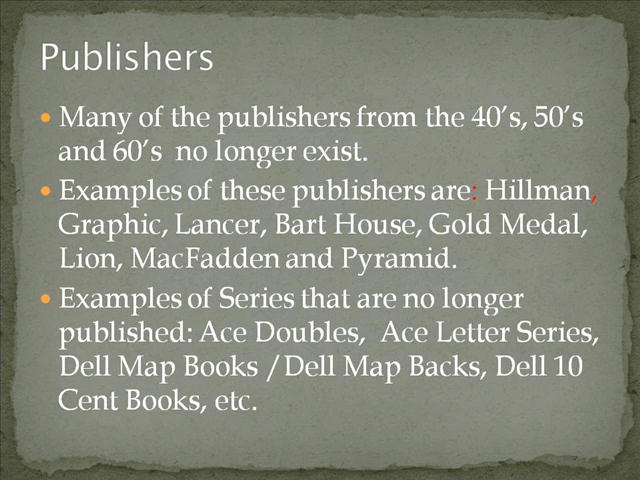 Publishers
• Many of the publishers from the 40’s, 50’s
and 60’s  no longer exist.
• Examples of these publishers are: Hillman,
Graphic, Lancer, Bart House, Gold Medal,
Lion, MacFadden and Pyramid.
• Examples of Series that are no longer
published: Ace Doubles,  Ace Letter Series,
Dell Map Books /Dell Map Backs, Dell 10
Cent Books, etc.